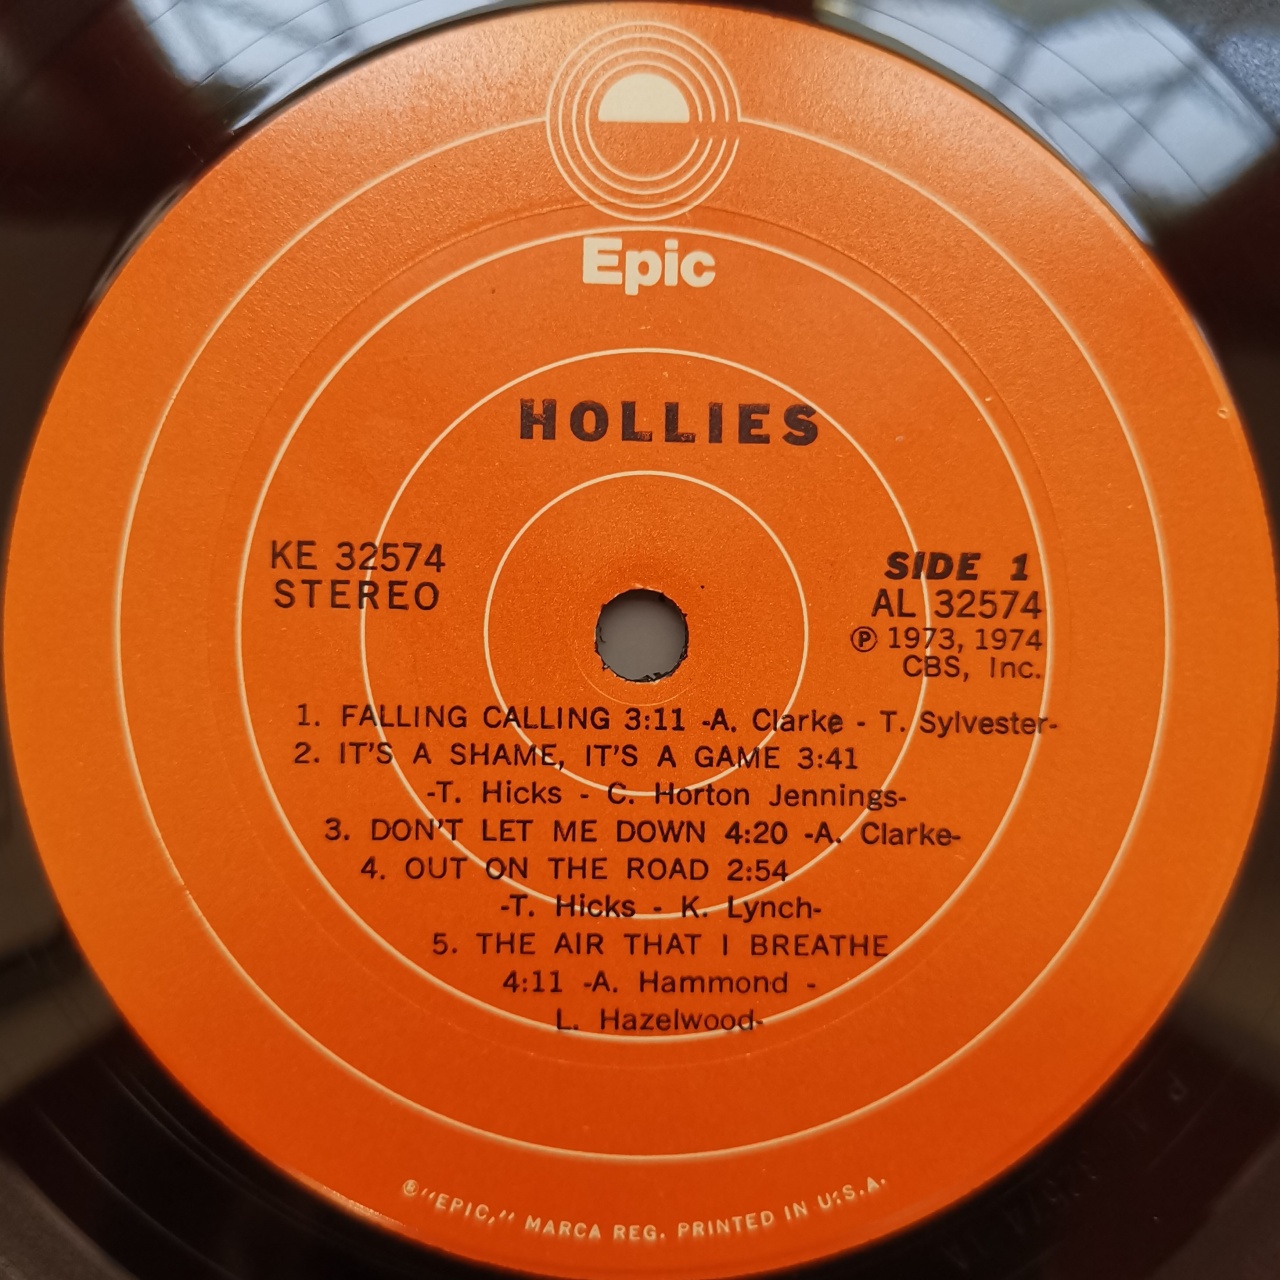 Epic
HOLLIES
KE 32574
STEREO
SIDE 1
AL 32574
℗ 1973, 1974
CBS, Inc.
1. FALLING CALLING 3:11 -A. Clarke - T. Sylvester-
2. IT'S A SHAME, IT'S A GAME 3:41
-T. Hicks - C. Horton Jennings-
3. DON'T LET ME DOWN 4:20 -A. Clarke-
4. OUT ON THE ROAD 2:54
-T. Hicks - K. Lynch-
5. THE AIR THAT I BREATHE
4:11 -A. Hammond -
L. Hazelwood-
® "EPIC," MARCA REG. PRINTED IN U.S.A.